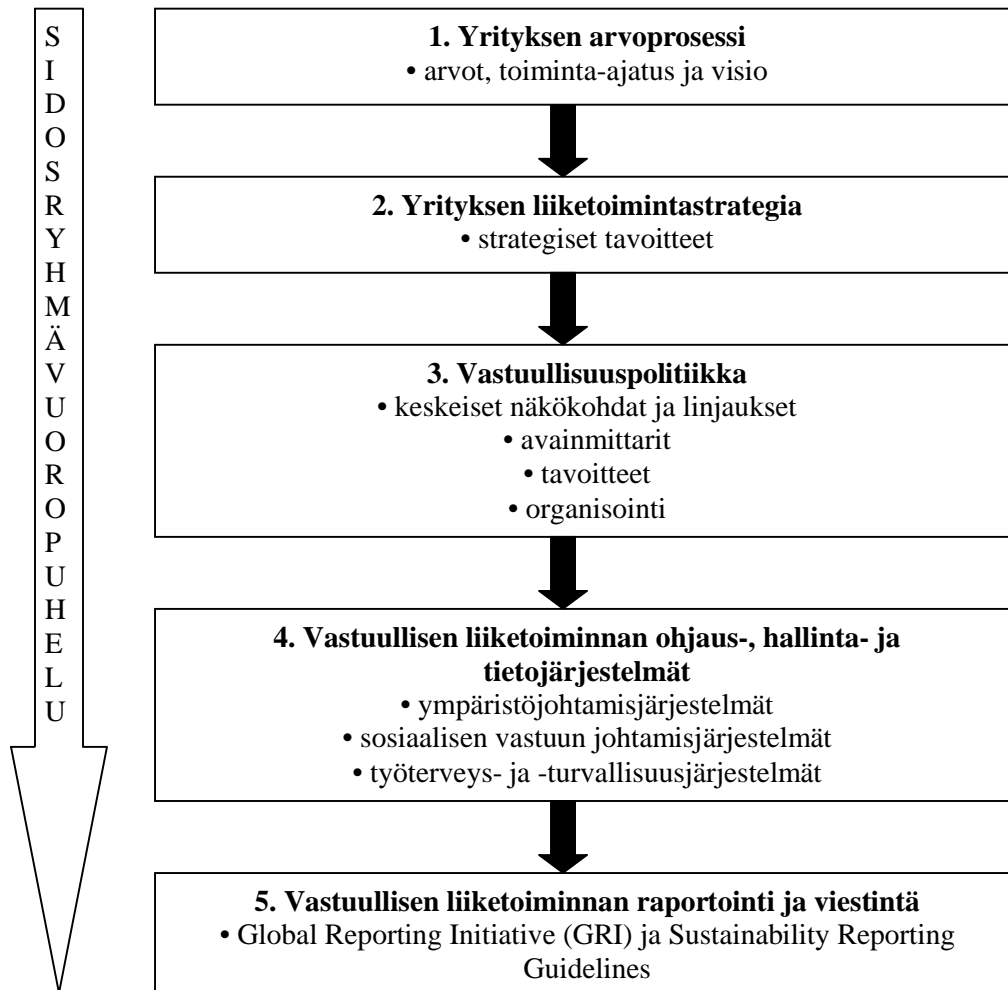 SIDOSRYHMÄVUOROPUHELU
1. Yrityksen arvoprosessi
• arvot, toiminta-ajatus ja visio
2. Yrityksen liiketoimintastrategia
• strategiset tavoitteet
3. Vastuullisuuspolitiikka
• keskeiset näkökohdat ja linjaukset
• avainmittarit
• tavoitteet
• organisointi
4. Vastuullisen liiketoiminnan ohjaus-, hallinta- ja
tietojärjestelmät
• ympäristöjohtamisjärjestelmät
• sosiaalisen vastuun johtamisjärjestelmät
• työterveys- ja -turvallisuusjärjestelmät
5. Vastuullisen liiketoiminnan raportointi ja viestintä
• Global Reporting Initiative (GRI) ja Sustainability Reporting
Guidelines